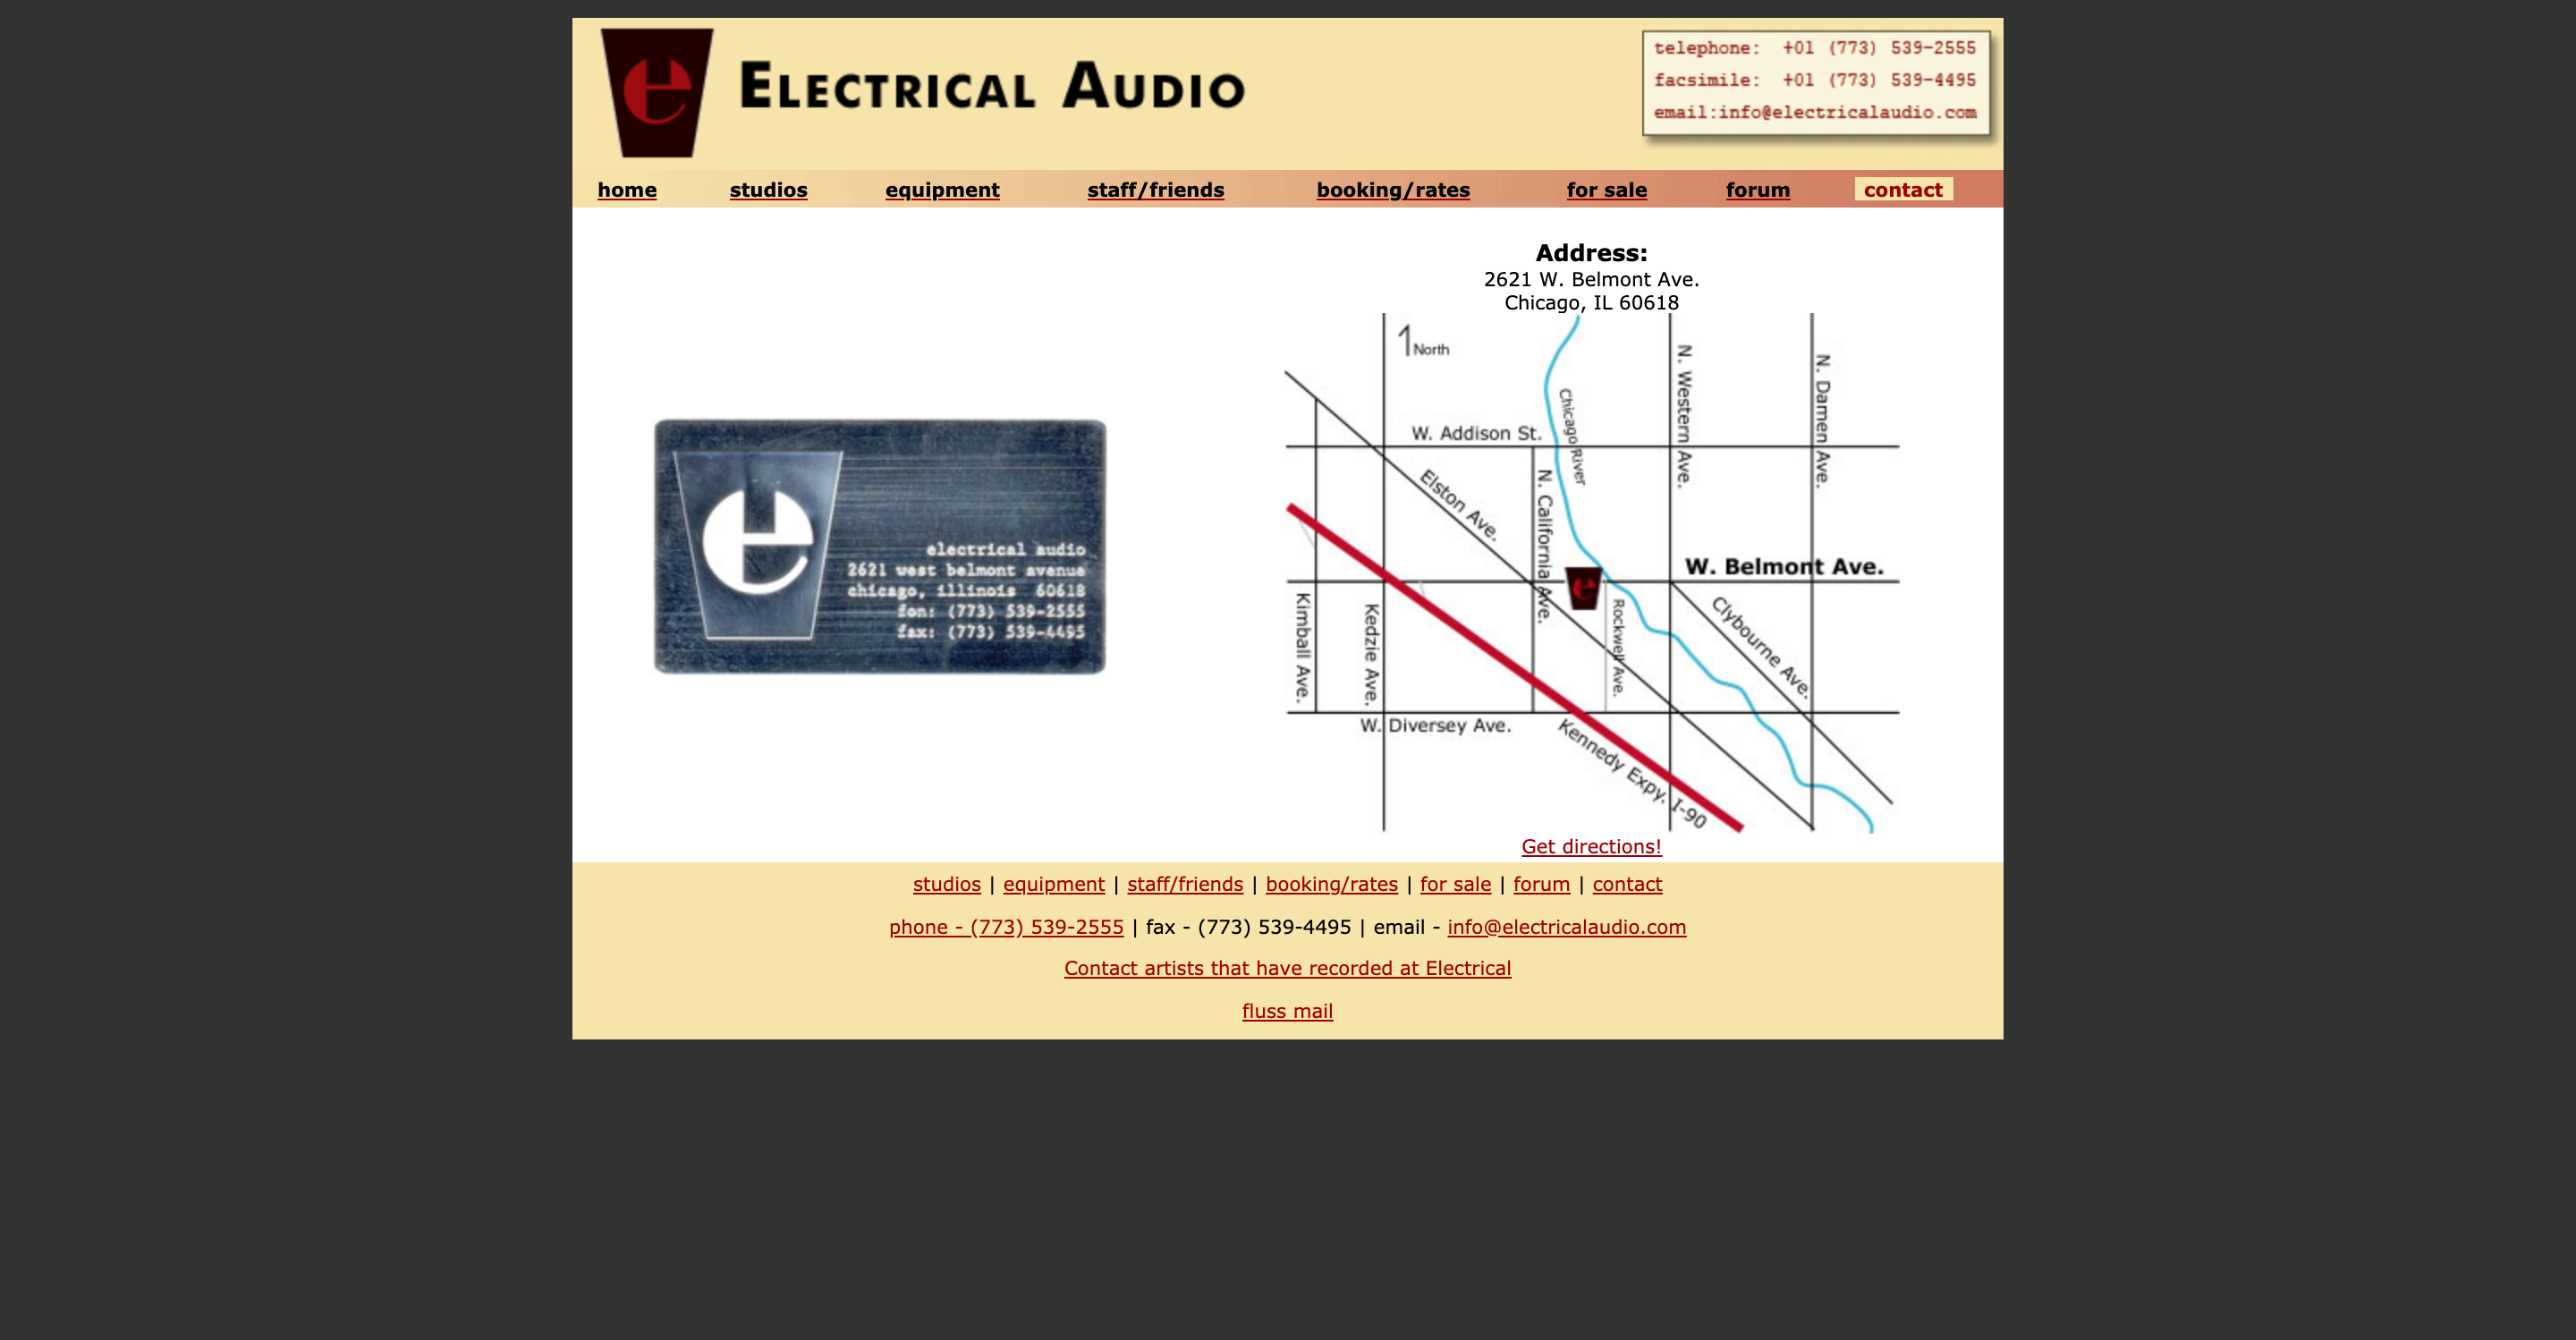 e ELECTRICAL AUDIO
telephone: +01 (773) 539-2555
facsimile: +01 (773) 539-4495
email:info@electricalaudio.com
home studios equipment staff/friends booking/rates for sale forum contact
Address:
2621 W. Belmont Ave.
Chicago, IL 60618
e
electrical audio
2621 west belmont avenue
chicago, illinois 60618
fon: (773) 539-2555
fax: (773) 539-4495
1 North
N. Western Ave.
N. Damen Ave.
Chicago River
W. Addison St.
Elston Ave.
N. California Ave.
W. Belmont Ave.
e
Kimball Ave.
Kedzie Ave.
Rockwell Ave.
Clybourne Ave.
W. Diversey Ave.
Kennedy Expy. I-90
Get directions!
studios | equipment | staff/friends | booking/rates | for sale | forum | contact
phone - (773) 539-2555 | fax - (773) 539-4495 | email - info@electricalaudio.com
Contact artists that have recorded at Electrical
fluss mail